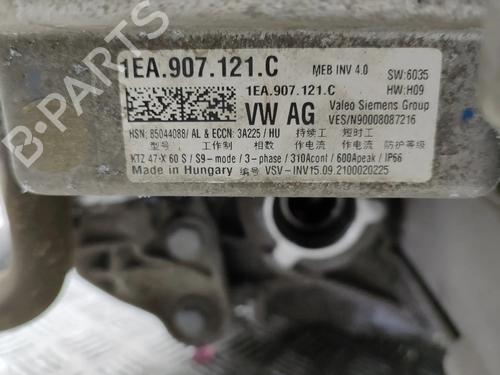 1EA.907.121.C MEB INV 4.0 SW:6035
1EA.907.121.C HW:H09
VW AG Valeo Siemens Group
VES/N90008087216
HSN: 85044088/ AL & ECCN: 3A225 / HU 持续工 短时工
型号, 工作制 相数 作电流 作电流 防护等级
KTZ 47-X 60 S / S9-mode / 3-phase / 310Acont / 600Apeak / IP66
Made in Hungary 编号 VSV-INV15.09.2100020225
B-PARTS